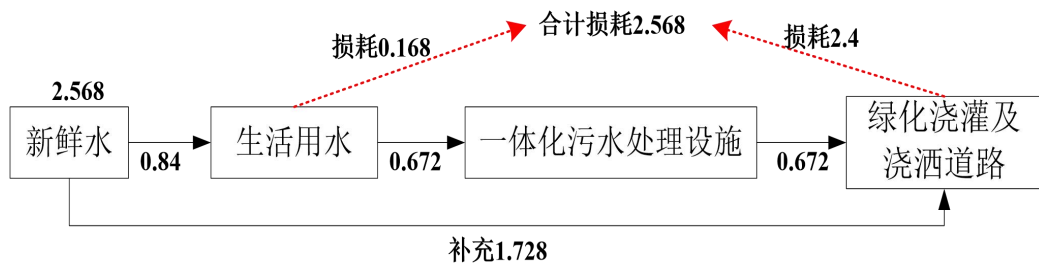 合计损耗2.568
损耗0.168
损耗2.4
2.568
新鲜水
0.84
生活用水
0.672
一体化污水处理设施
0.672
绿化浇灌及
浇洒道路
补充1.728